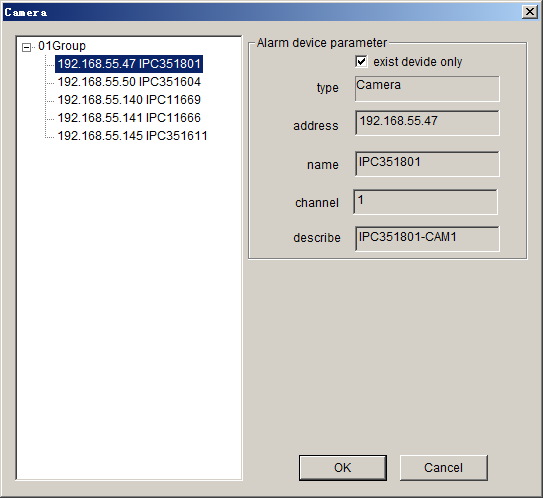 Camera
01Group
192.168.55.47 IPC351801
192.168.55.50 IPC351604
192.168.55.140 IPC11669
192.168.55.141 IPC11666
192.168.55.145 IPC351611
Alarm device parameter
exist devide only
type Camera
address 192.168.55.47
name IPC351801
channel 1
describe IPC351801-CAM1
OK Cancel